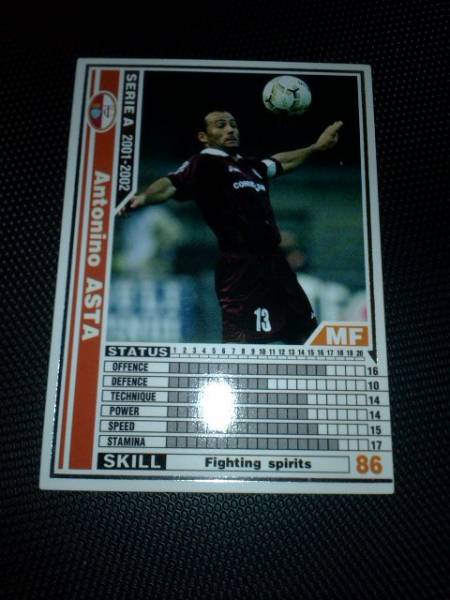 SERIE A 2001-2002
Antonino ASTA
13
MF
STATUS 1 2 3 4 5 6 7 8 9 10 11 12 13 14 15 16 17 18 19 20
OFFENCE 16
DEFENCE 10
TECHNIQUE 14
POWER 14
SPEED 15
STAMINA 17
SKILL Fighting spirits 86